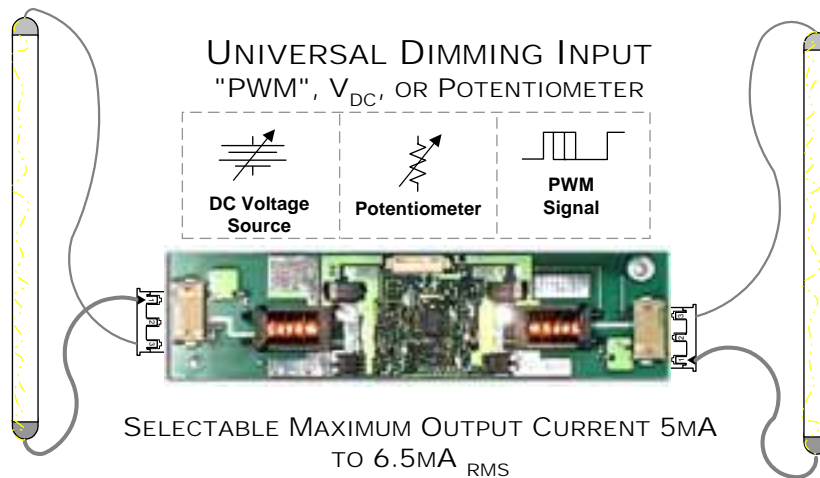 UNIVERSAL DIMMING INPUT
"PWM", VDC, OR POTENTIOMETER
DC Voltage
Source
Potentiometer
PWM
Signal
SELECTABLE MAXIMUM OUTPUT CURRENT 5MA
TO 6.5MA RMS